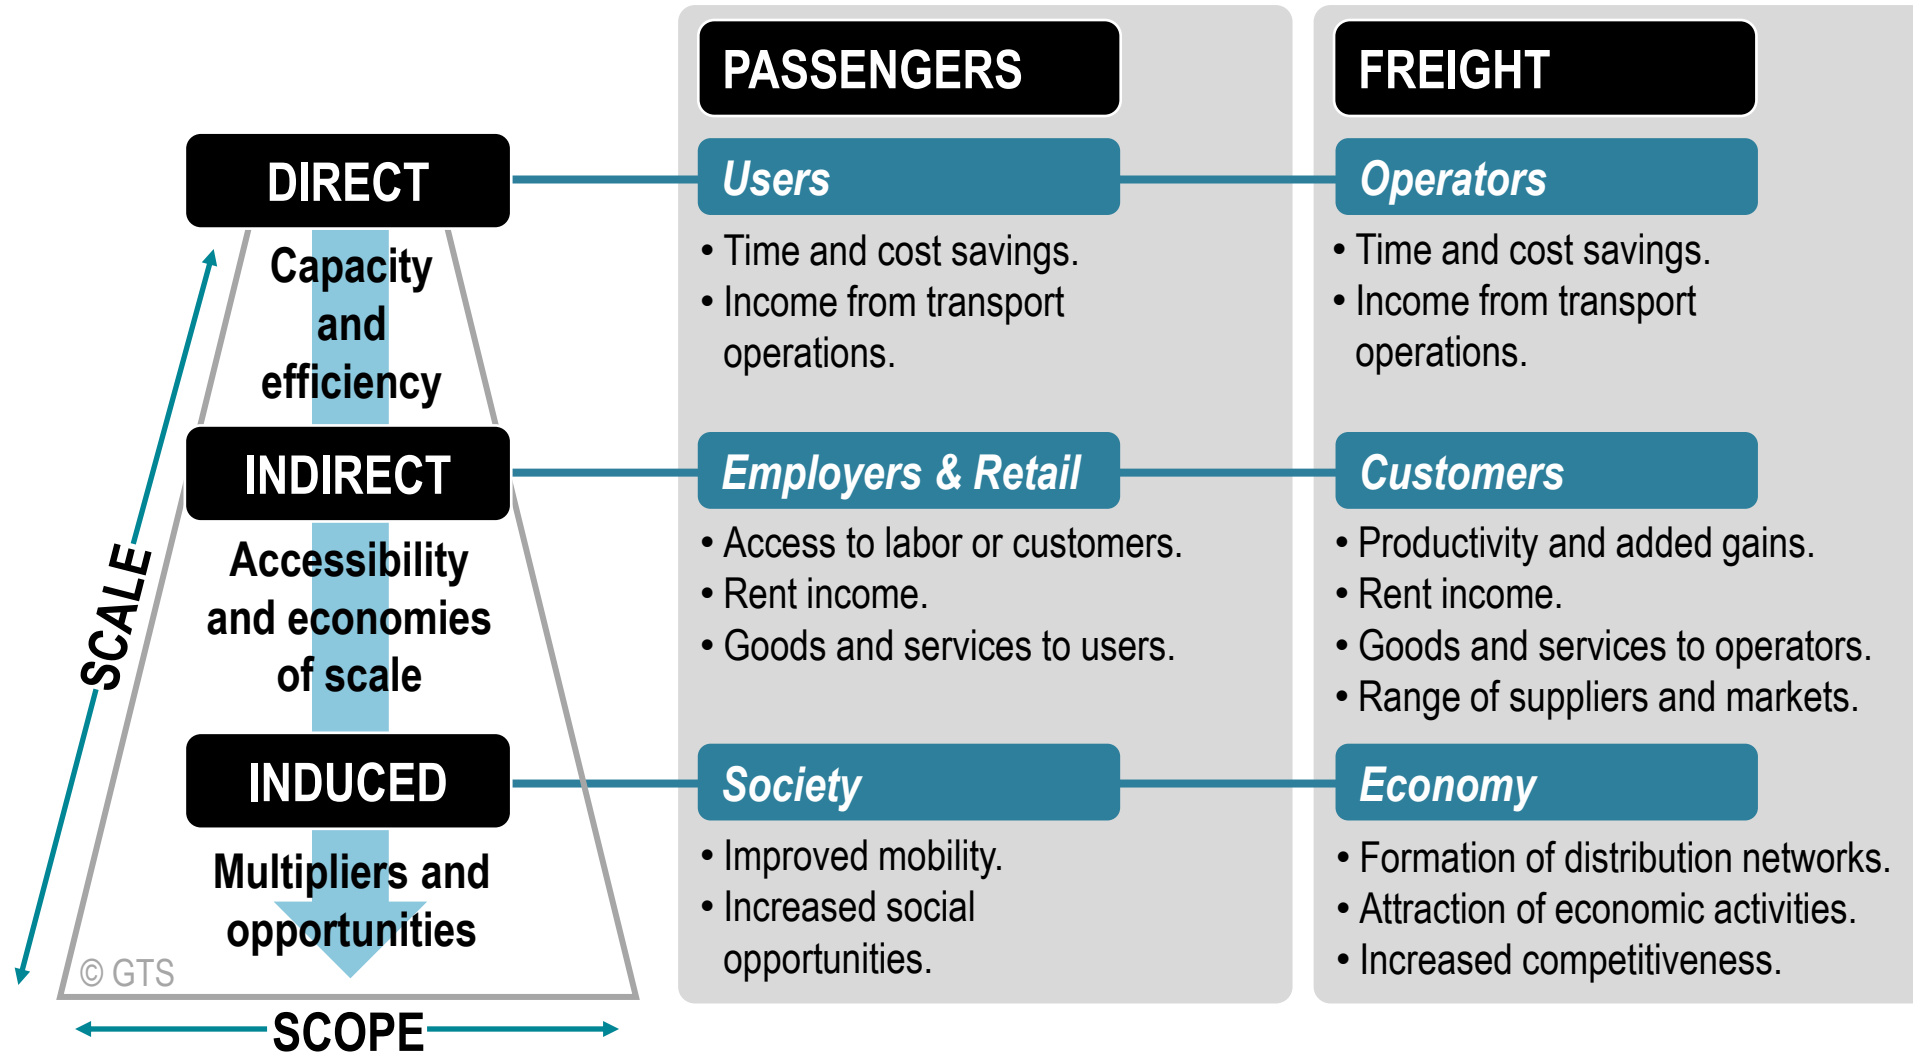 PASSENGERS
FREIGHT
DIRECT
Users
Operators
Capacity
and
efficiency
• Time and cost savings.
• Income from transport
operations.
• Time and cost savings.
• Income from transport
operations.
INDIRECT
Employers & Retail
Customers
Accessibility
and economies
of scale
• Access to labor or customers.
• Rent income.
• Goods and services to users.
• Productivity and added gains.
• Rent income.
• Goods and services to operators.
• Range of suppliers and markets.
SCALE
INDUCED
Society
Economy
Multipliers and
opportunities
• Improved mobility.
• Increased social
opportunities.
• Formation of distribution networks.
• Attraction of economic activities.
• Increased competitiveness.
© GTS
SCOPE